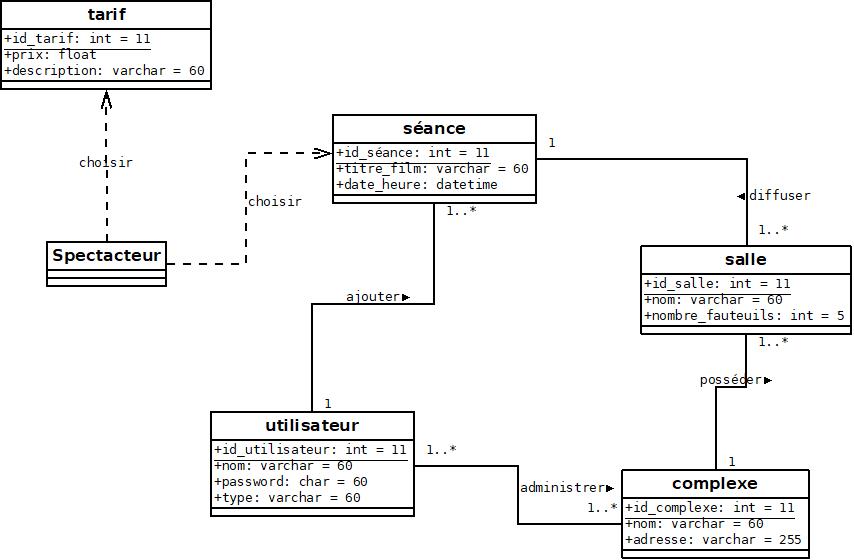 tarif
+id_tarif: int = 11
+prix: float
+description: varchar = 60
choisir
séance
+id_séance: int = 11
+titre_film: varchar = 60
+date_heure: datetime
1
choisir
diffuser
1..*
1..*
Spectacteur
salle
+id_salle: int = 11
+nom: varchar = 60
+nombre_fauteuils: int = 5
ajouter
1..*
posséder
1
utilisateur
+id_utilisateur: int = 11
+nom: varchar = 60
+password: char = 60
+type: varchar = 60
1..*
administrer
1..*
1
complexe
+id_complexe: int = 11
+nom: varchar = 60
+adresse: varchar = 255